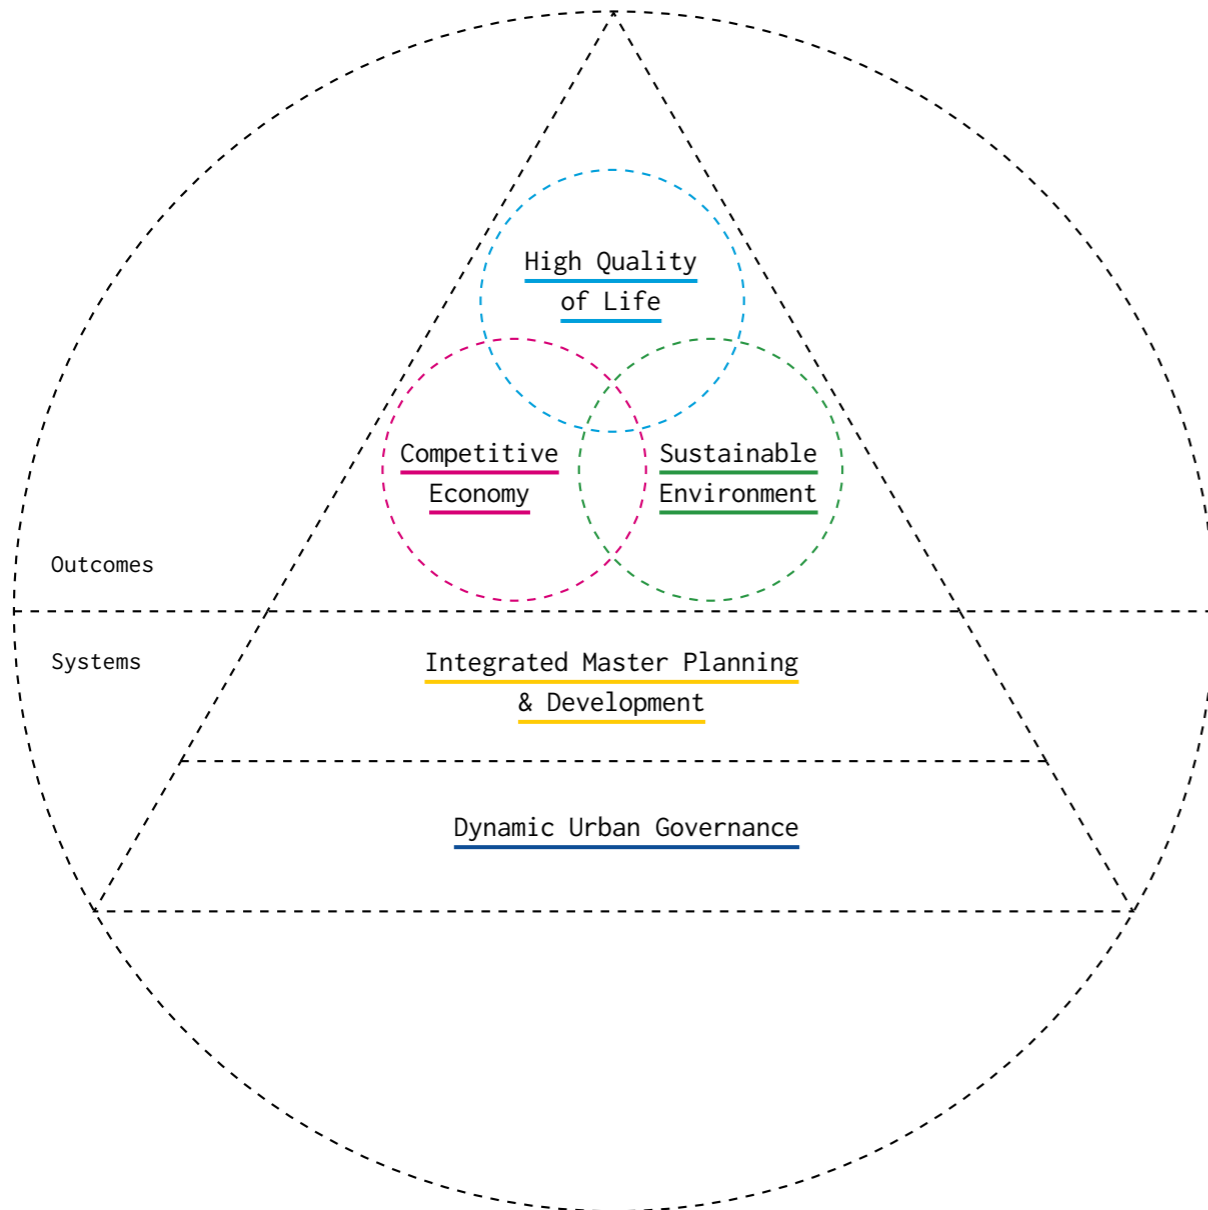 High Quality
of Life
Competitive
Economy
Sustainable
Environment
Outcomes
Systems
Integrated Master Planning
& Development
Dynamic Urban Governance